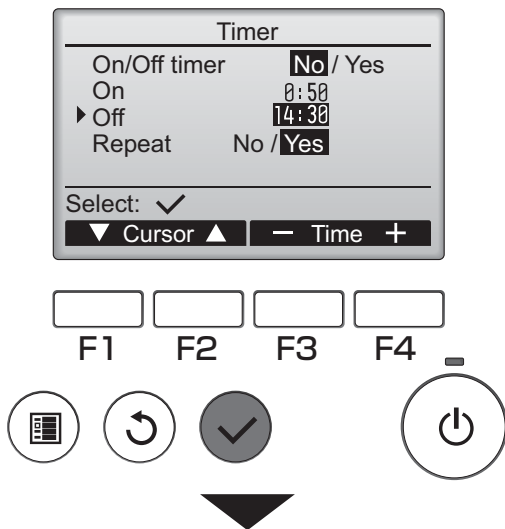 Timer
On/Off timer No / Yes
On 0:50
Off 14:30
Repeat No / Yes
Select:
Cursor − Time +
F1 F2 F3 F4